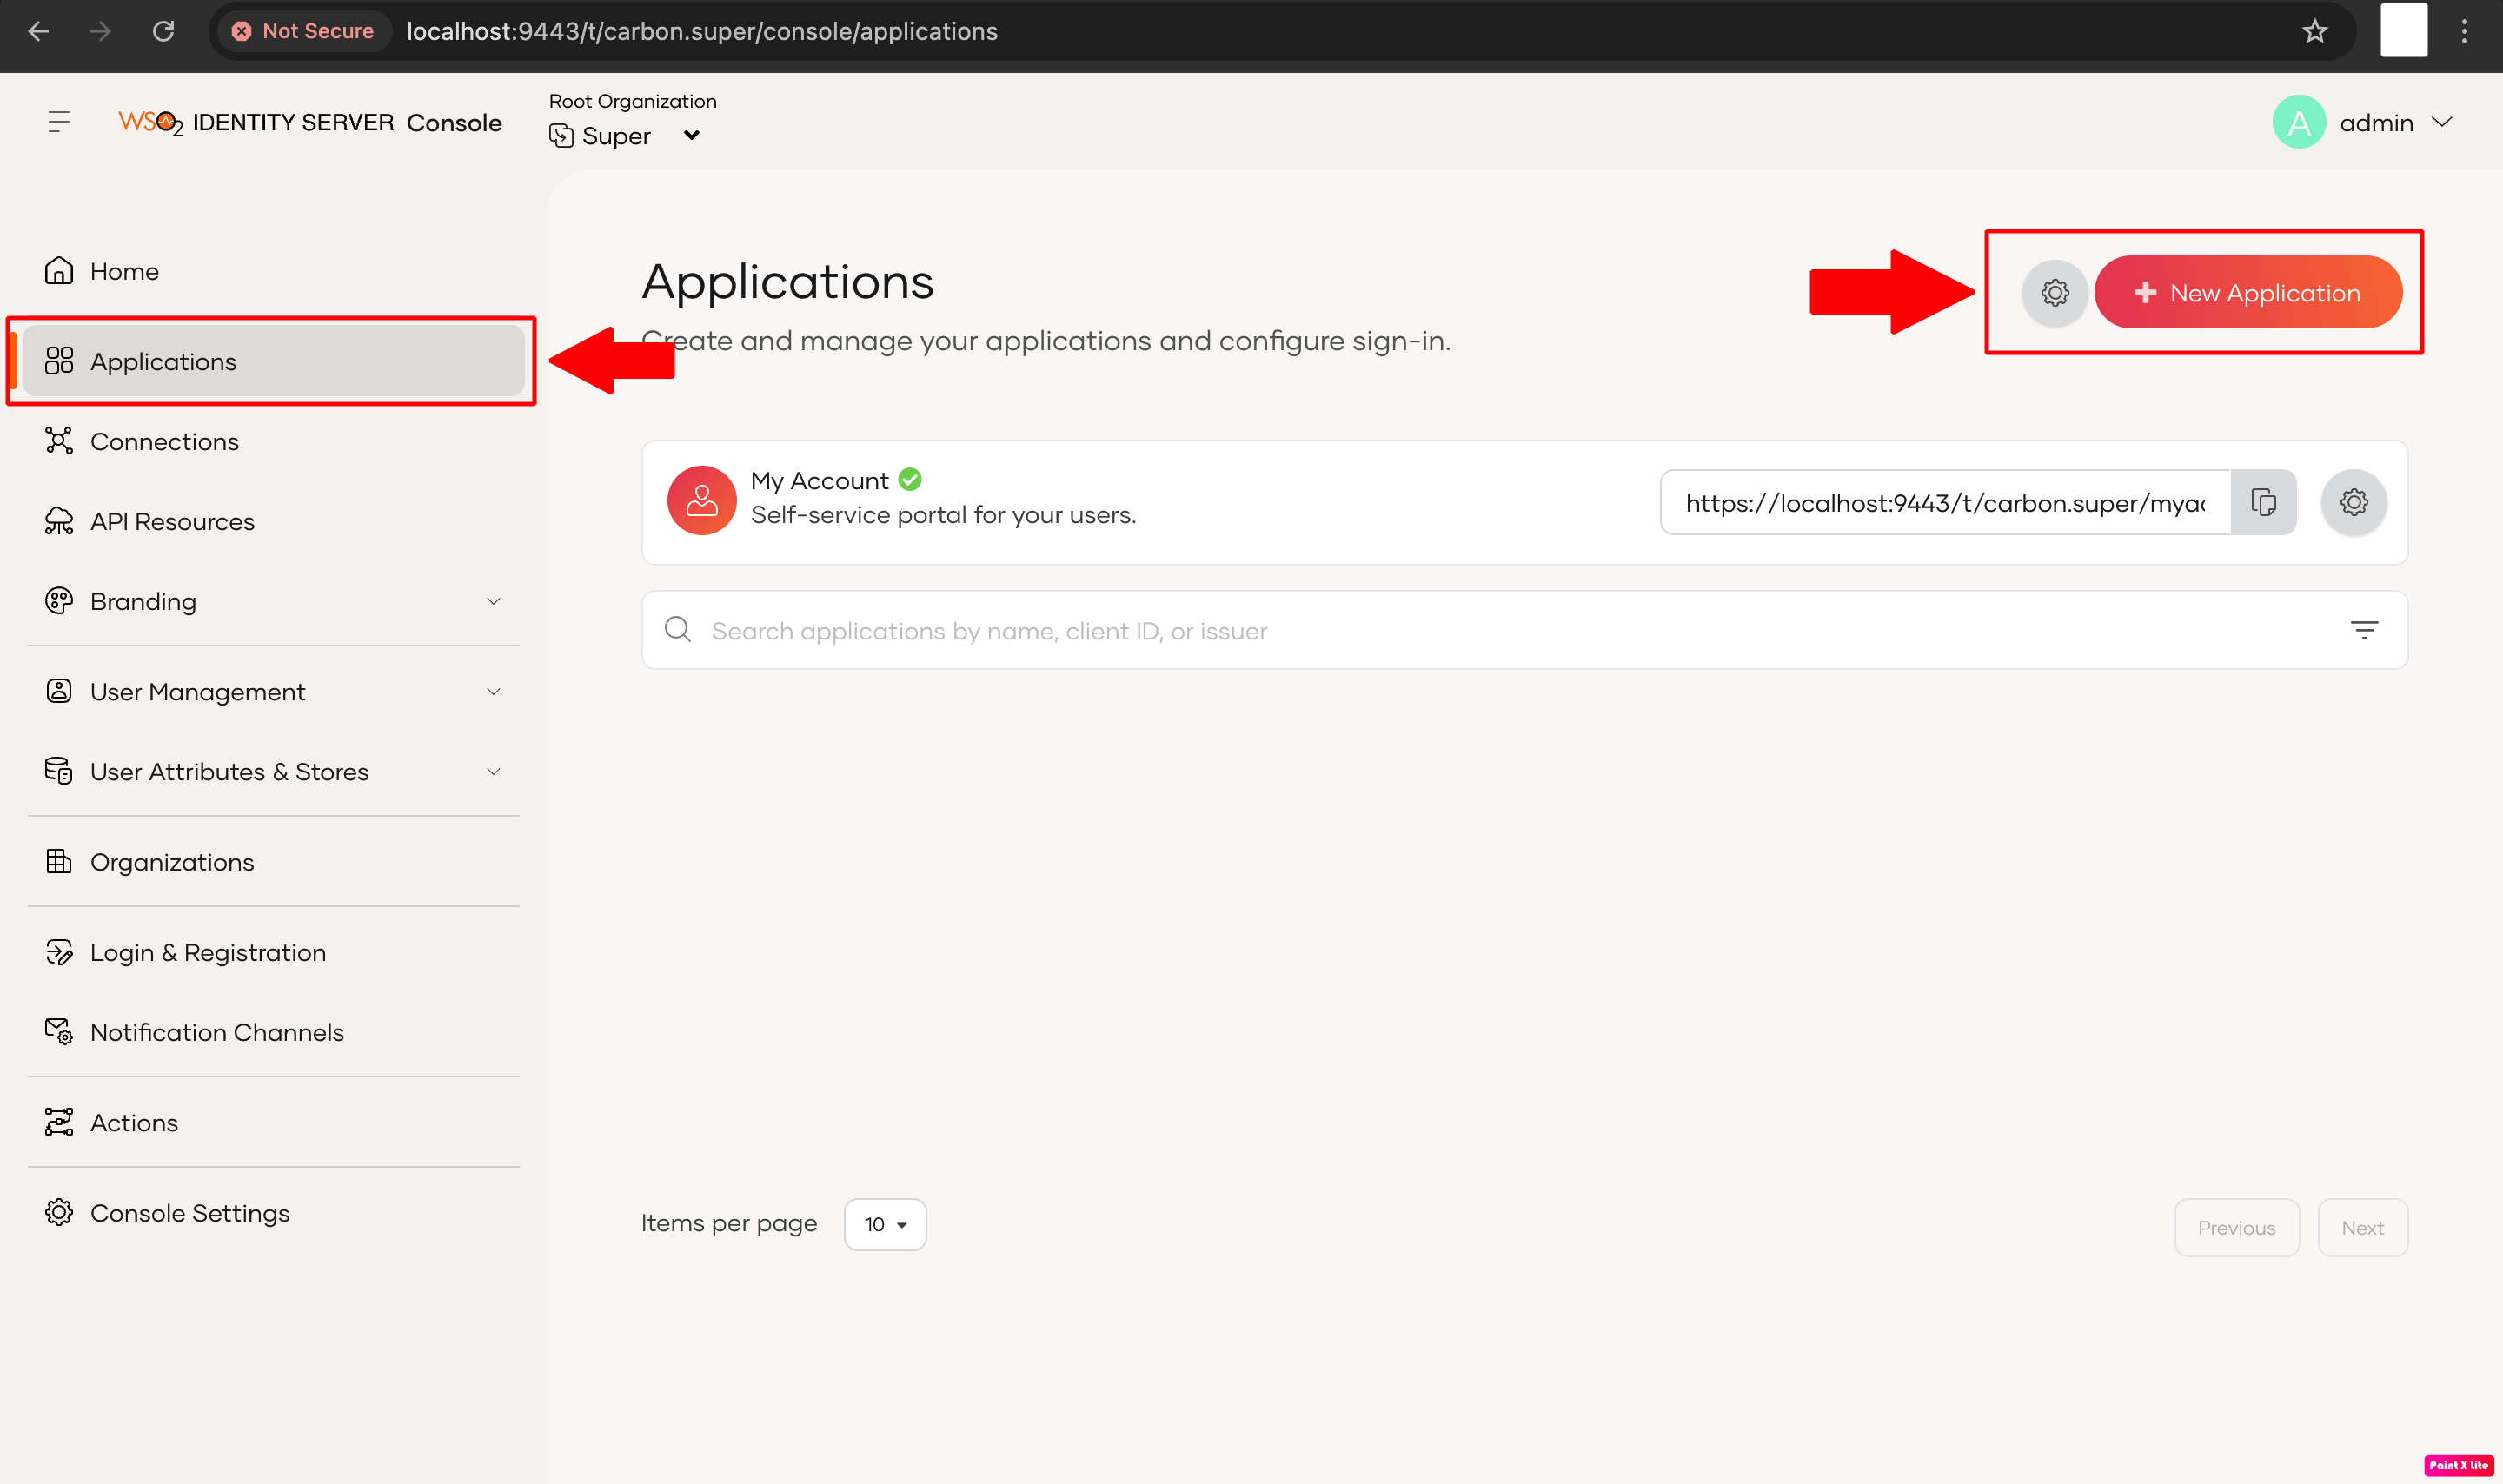 Not Secure localhost:9443/t/carbon.super/console/applications
WSO2 IDENTITY SERVER Console
Root Organization
Super
A admin
Home
Applications
Connections
API Resources
Branding
User Management
User Attributes & Stores
Organizations
Login & Registration
Notification Channels
Actions
Console Settings
Applications
Create and manage your applications and configure sign-in.
New Application
My Account
Self-service portal for your users.
https://localhost:9443/t/carbon.super/myac
Search applications by name, client ID, or issuer
Items per page 10
Previous Next
Paint X Lite